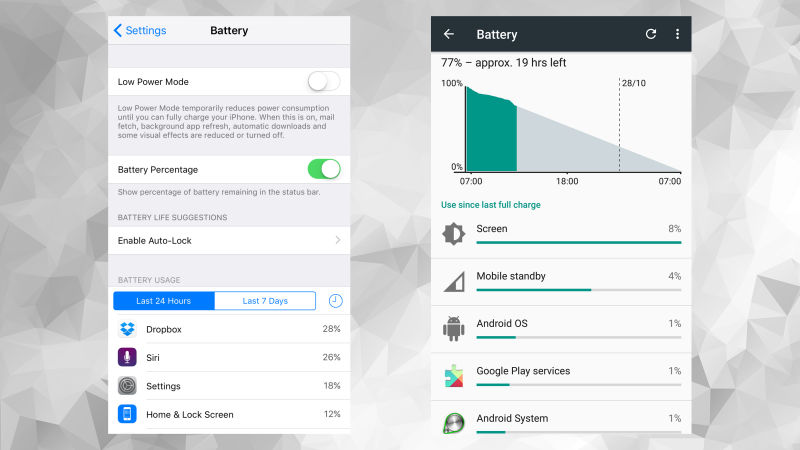 Settings
Battery
Low Power Mode
Low Power Mode temporarily reduces power consumption
until you can fully charge your iPhone. When this is on, mail
fetch, background app refresh, automatic downloads and
some visual effects are reduced or turned off.
Battery Percentage
Show percentage of battery remaining in the status bar.
BATTERY LIFE SUGGESTIONS
Enable Auto-Lock
BATTERY USAGE
Last 24 Hours
Last 7 Days
Dropbox 28%
Siri 26%
Settings 18%
Home & Lock Screen 12%
Battery
77% – approx. 19 hrs left
100%
28/10
0%
07:00 18:00 07:00
Use since last full charge
Screen 8%
Mobile standby 4%
Android OS 1%
Google Play services 1%
Android System 1%